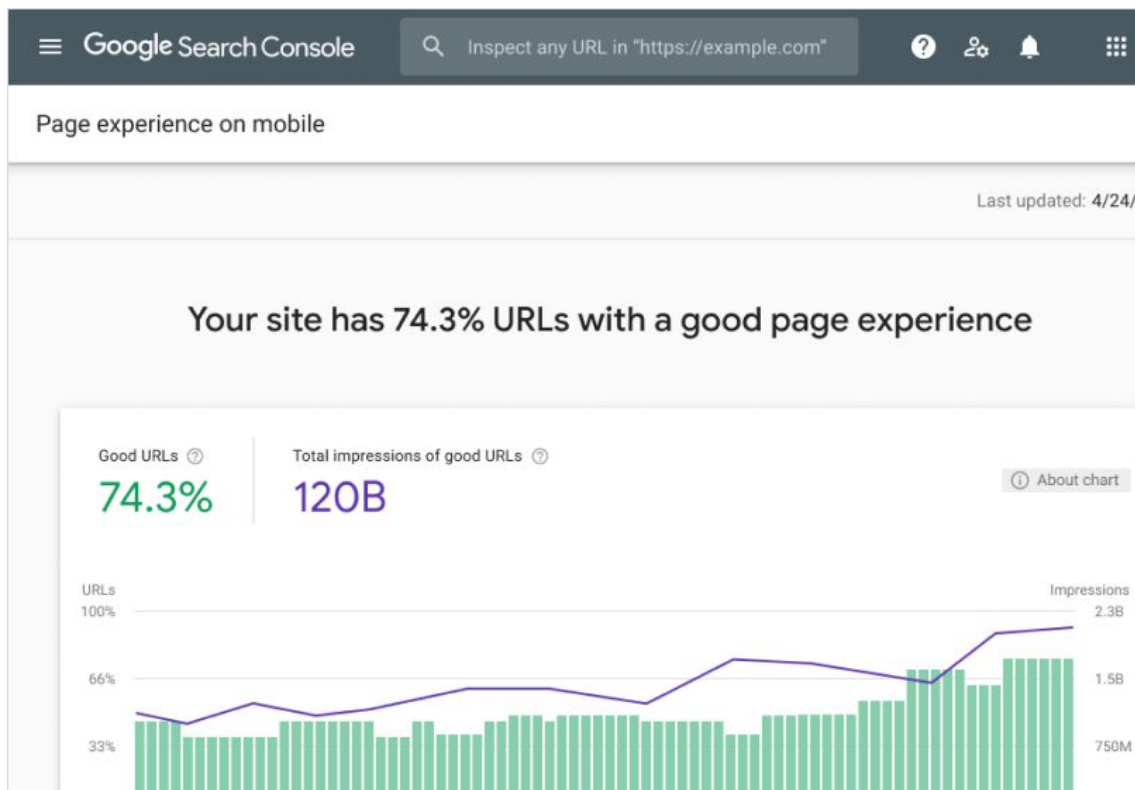 Google Search Console
Inspect any URL in "https://example.com"
Page experience on mobile
Last updated: 4/24/
Your site has 74.3% URLs with a good page experience
Good URLs
Total impressions of good URLs
74.3%
120B
About chart
URLs
Impressions
100%
2.3B
66%
1.5B
33%
750M